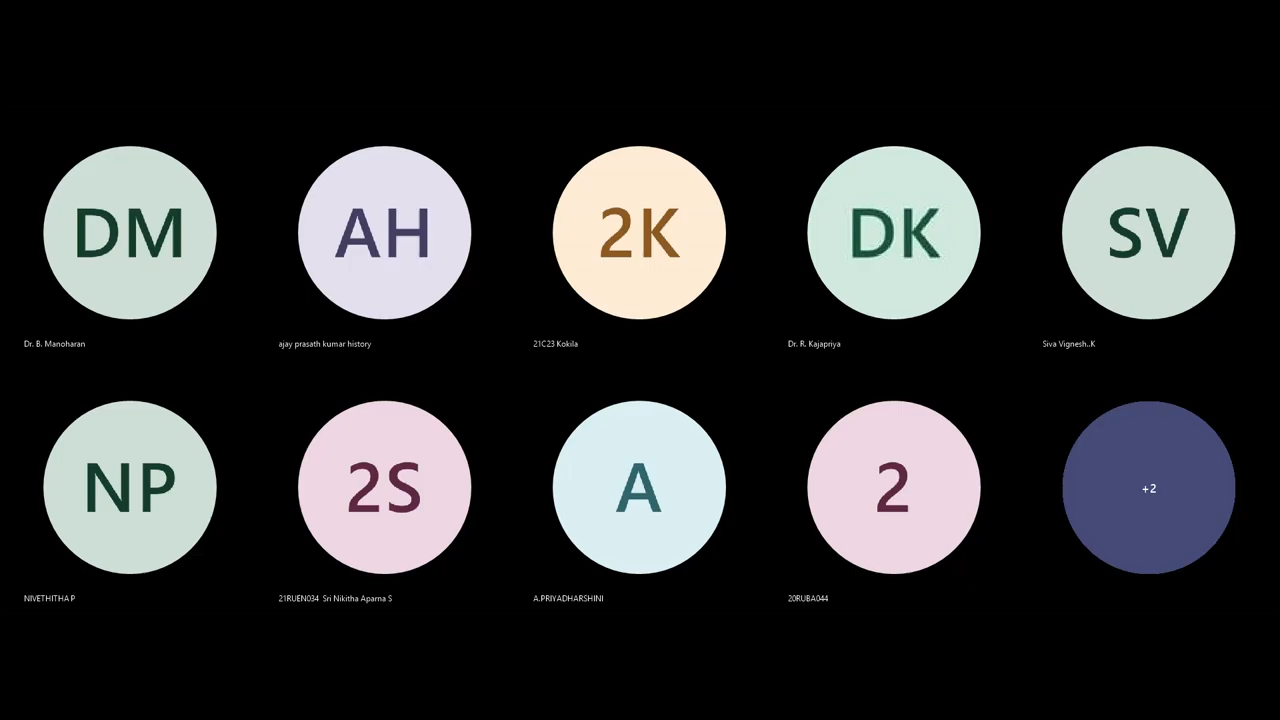 DM
AH
2K
DK
SV
Dr. B. Manoharan
ajay prasath kumar history
21C23 Kokila
Dr. R. Kajapriya
Siva Vignesh..K
NP
2S
A
2
+2
NIVETHITHA P
21RUEN034 Sri Nikitha Aparna S
A.PRIYADHARSHINI
20RUBA044